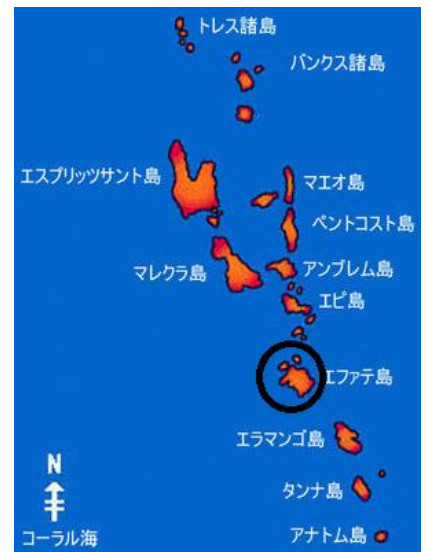 トレス諸島
バンクス諸島
エスプリッツサント島
マエオ島
ペントコスト島
マレクラ島
アンブレム島
エピ島
エファテ島
エラマンゴ島
タンナ島
アナトム島
N
コーラル海